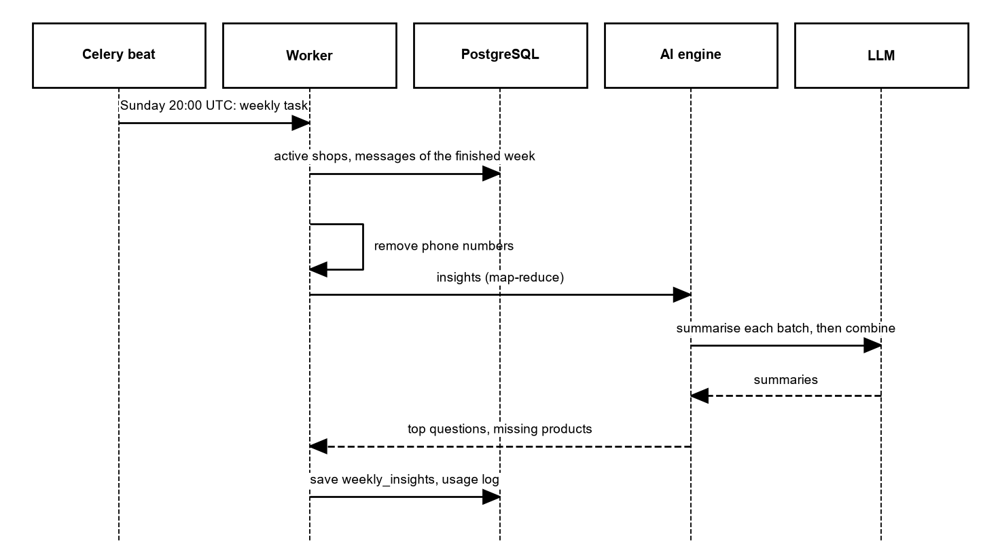 Celery beat
Worker
PostgreSQL
AI engine
LLM
Sunday 20:00 UTC: weekly task
active shops, messages of the finished week
remove phone numbers
insights (map-reduce)
summarise each batch, then combine
summaries
top questions, missing products
save weekly_insights, usage log